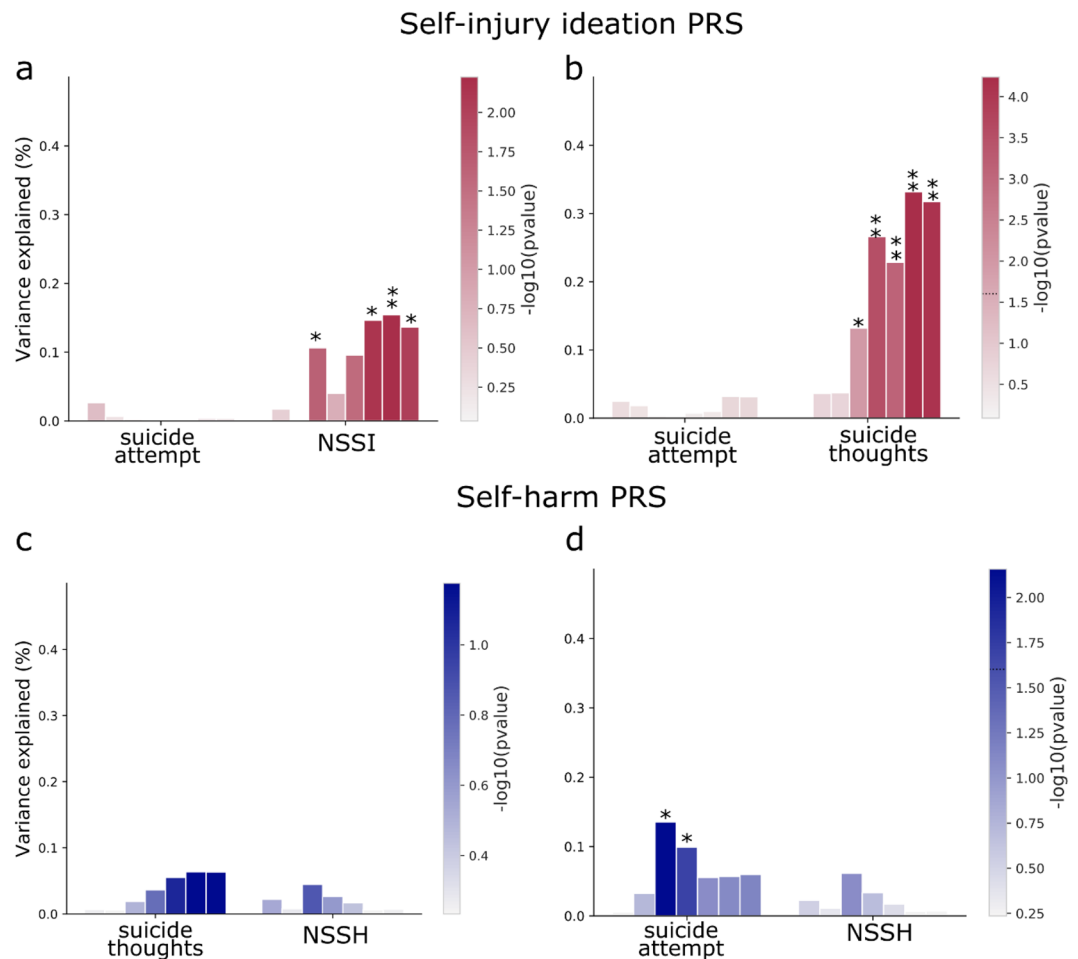 Self-injury ideation PRS
a
Variance explained (%)
0.4
0.3
0.2
0.1
0.0
*
*
*
*
*
suicide
attempt
NSSI
2.00
1.75
1.50
1.25
1.00
0.75
0.50
0.25
-log10(pvalue)
b
0.4
0.3
0.2
0.1
0.0
*
*
*
*
*
*
*
*
*
suicide
attempt
suicide
thoughts
4.0
3.5
3.0
2.5
2.0
1.5
1.0
0.5
-log10(pvalue)
Self-harm PRS
c
Variance explained (%)
0.4
0.3
0.2
0.1
0.0
suicide
thoughts
NSSH
1.0
0.8
0.6
0.4
-log10(pvalue)
d
0.4
0.3
0.2
0.1
0.0
*
*
suicide
attempt
NSSH
2.00
1.75
1.50
1.25
1.00
0.75
0.50
0.25
-log10(pvalue)